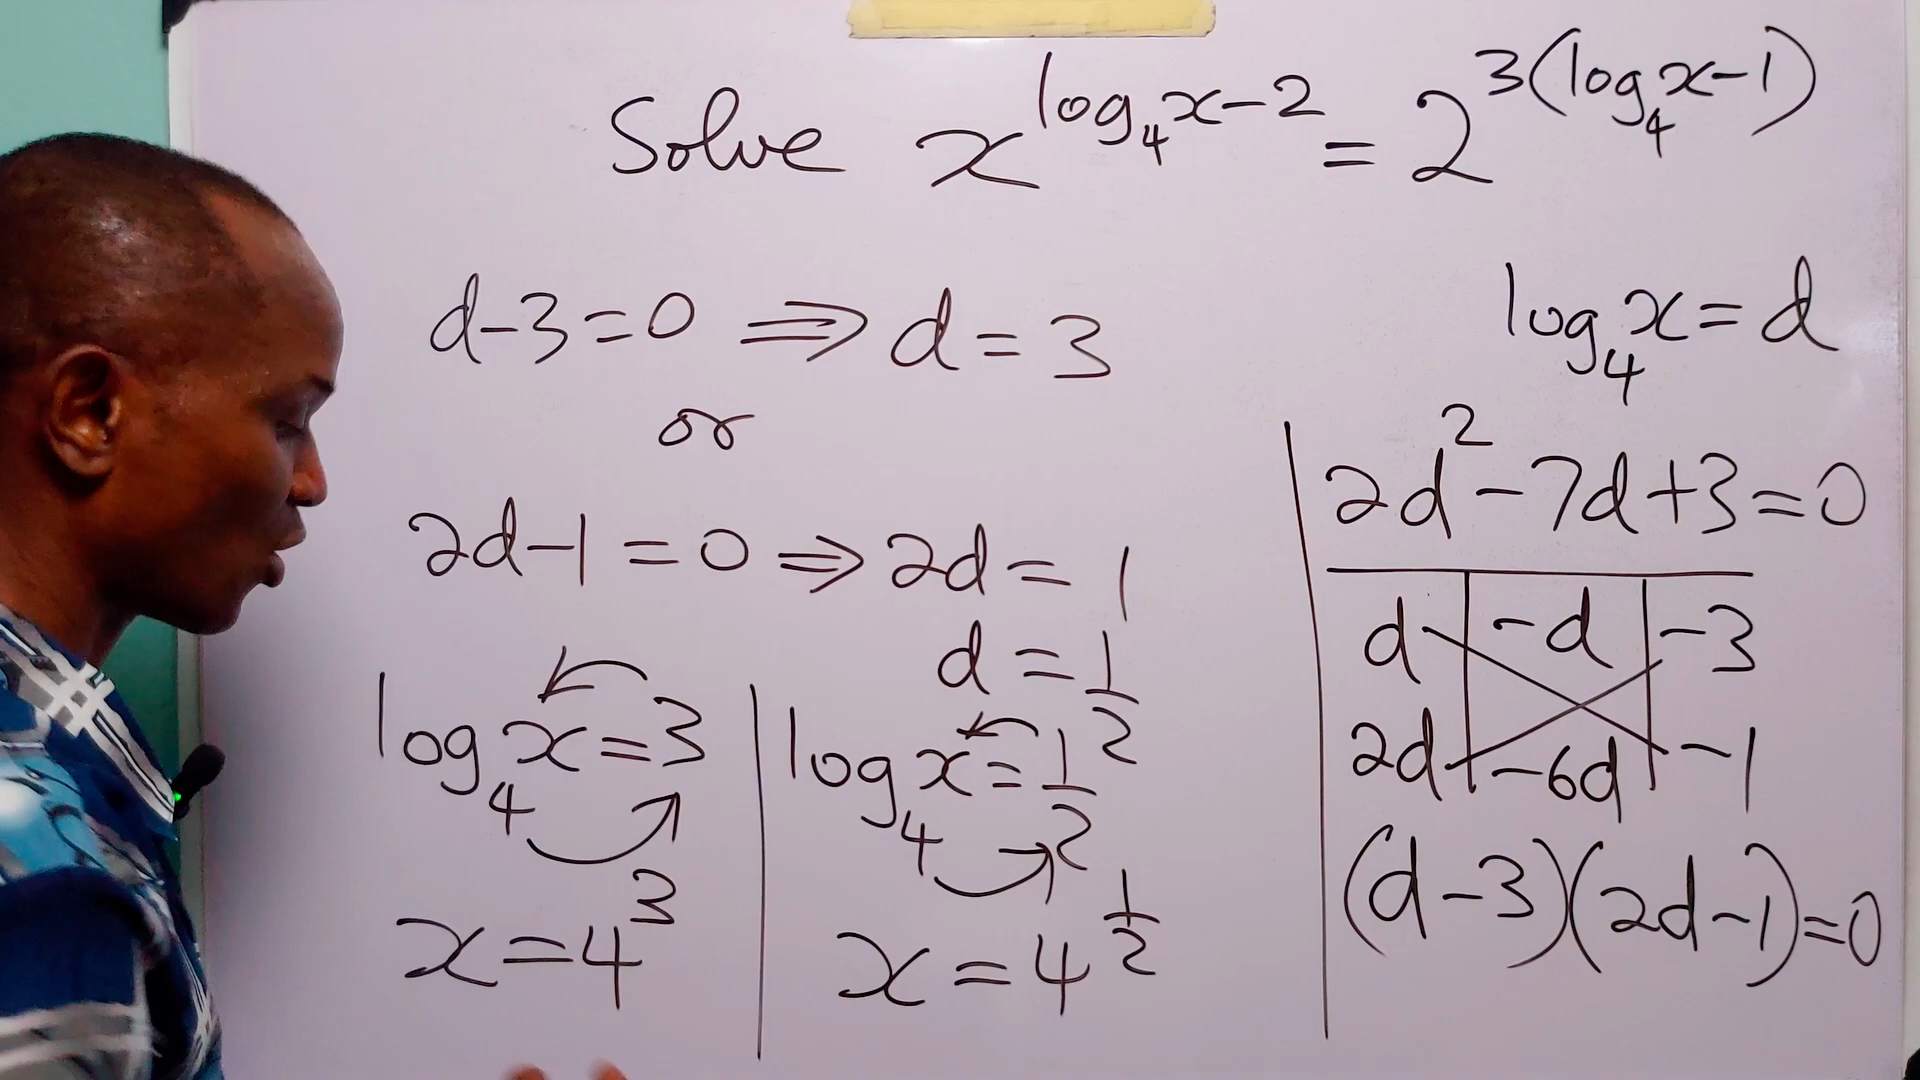 Solve x^(log₄x-2) = 2^(3(log₄x-1))
d-3=0 ⇒ d=3
or
2d-1=0 ⇒ 2d=1
d=1/2
log₄x=3
x=4³
log₄x=1/2
x=4^(1/2)
log₄x=d
2d²-7d+3=0
d -d -3
2d -6d -1
(d-3)(2d-1)=0